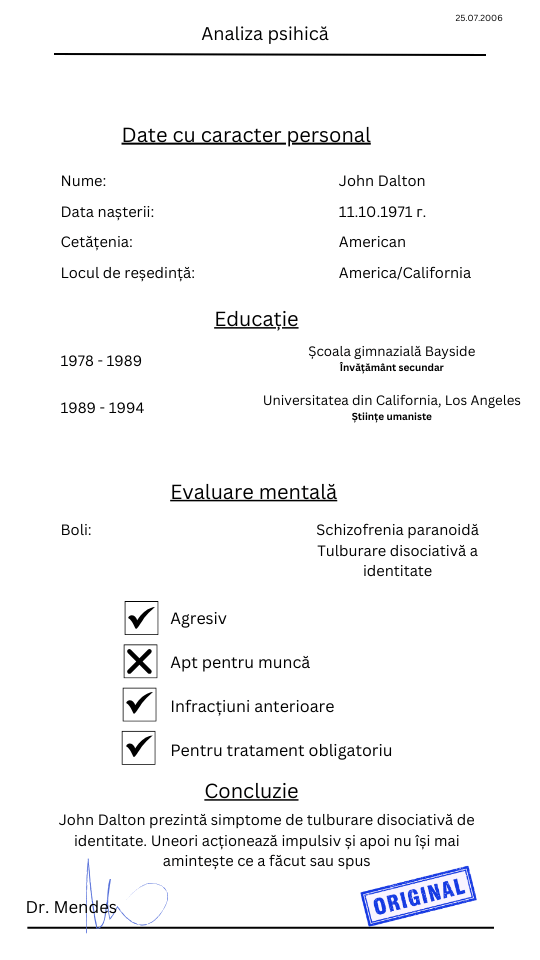 25.07.2006
Analiza psihică
Date cu caracter personal
Nume: John Dalton
Data nașterii: 11.10.1971 г.
Cetățenia: American
Locul de reședință: America/California
Educație
1978 - 1989 Școala gimnazială Bayside
Învățământ secundar
1989 - 1994 Universitatea din California, Los Angeles
Științe umaniste
Evaluare mentală
Boli: Schizofrenia paranoidă
Tulburare disociativă a
identitate
Agresiv
Apt pentru muncă
Infracțiuni anterioare
Pentru tratament obligatoriu
Concluzie
John Dalton prezintă simptome de tulburare disociativă de
identitate. Uneori acționează impulsiv și apoi nu își mai
amintește ce a făcut sau spus
ORIGINAL
Dr. Mendes